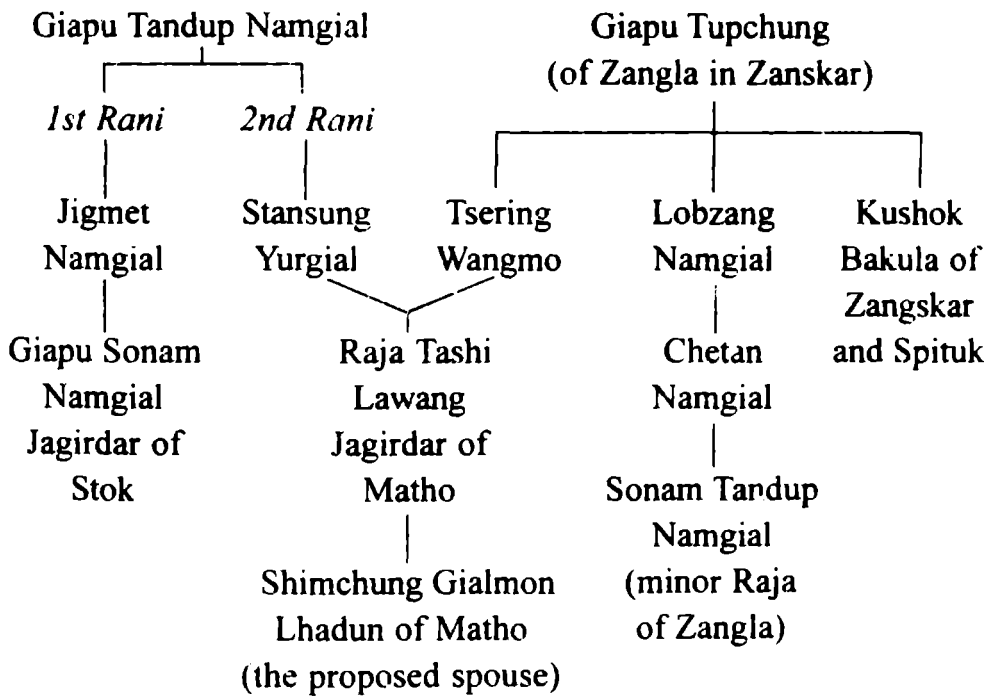 Giapu Tandup Namgial
Giapu Tupchung
(of Zangla in Zanskar)
1st Rani
2nd Rani
Jigmet
Namgial
Stansung
Yurgial
Tsering
Wangmo
Lobzang
Namgial
Kushok
Bakula of
Zangskar
and Spituk
Giapu Sonam
Namgial
Jagirdar of
Stok
Raja Tashi
Lawang
Jagirdar of
Matho
Chetan
Namgial
Shimchung Gialmon
Lhadun of Matho
(the proposed spouse)
Sonam Tandup
Namgial
(minor Raja
of Zangla)